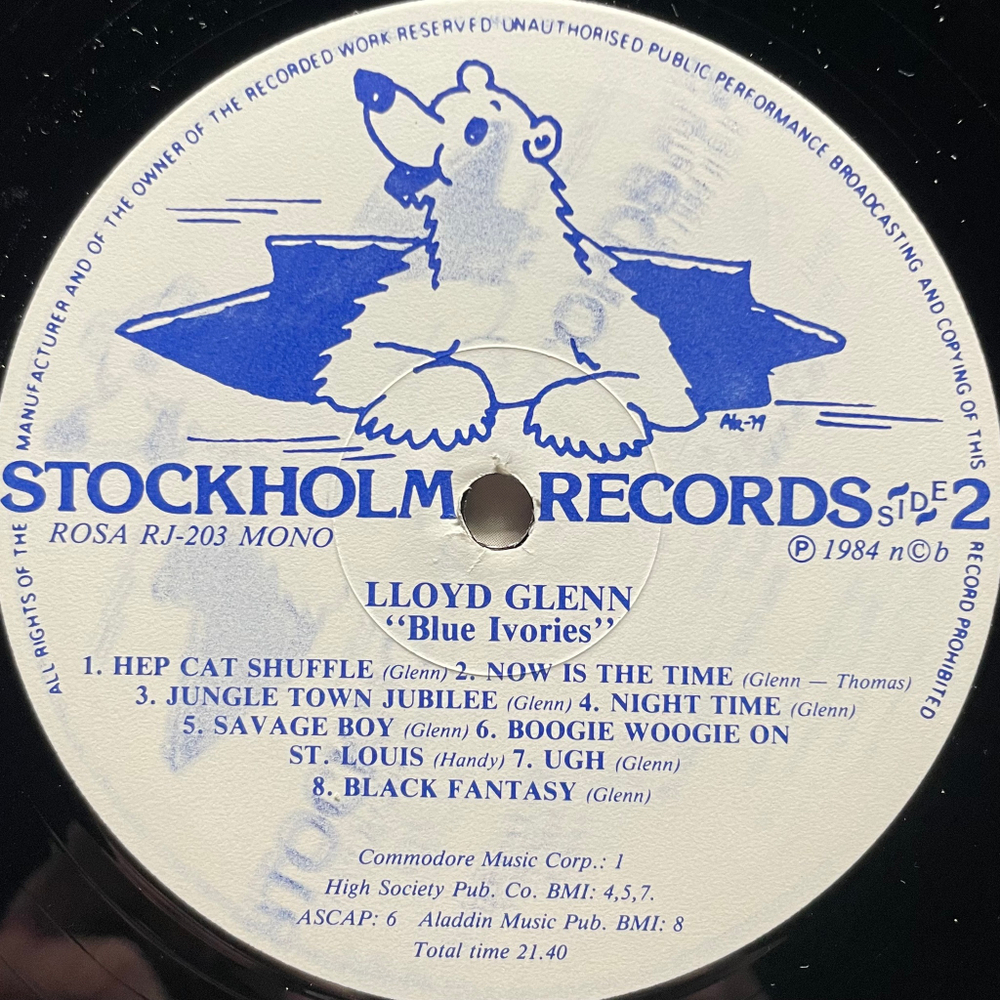 ALL RIGHTS OF THE MANUFACTURER AND OF THE OWNER OF THE RECORDED WORK RESERVED UNAUTHORISED PUBLIC PERFORMANCE BROADCASTING AND COPYING OF THIS RECORD PROHIBITED
STOCKHOLM RECORDS SIDE 2
ROSA RJ-203 MONO
Ⓟ 1984 n©b
LLOYD GLENN
“Blue Ivories”
1. HEP CAT SHUFFLE (Glenn) 2. NOW IS THE TIME (Glenn — Thomas)
3. JUNGLE TOWN JUBILEE (Glenn) 4. NIGHT TIME (Glenn)
5. SAVAGE BOY (Glenn) 6. BOOGIE WOOGIE ON
ST. LOUIS (Handy) 7. UGH (Glenn)
8. BLACK FANTASY (Glenn)
Commodore Music Corp.: 1
High Society Pub. Co. BMI: 4,5,7.
ASCAP: 6 Aladdin Music Pub. BMI: 8
Total time 21.40